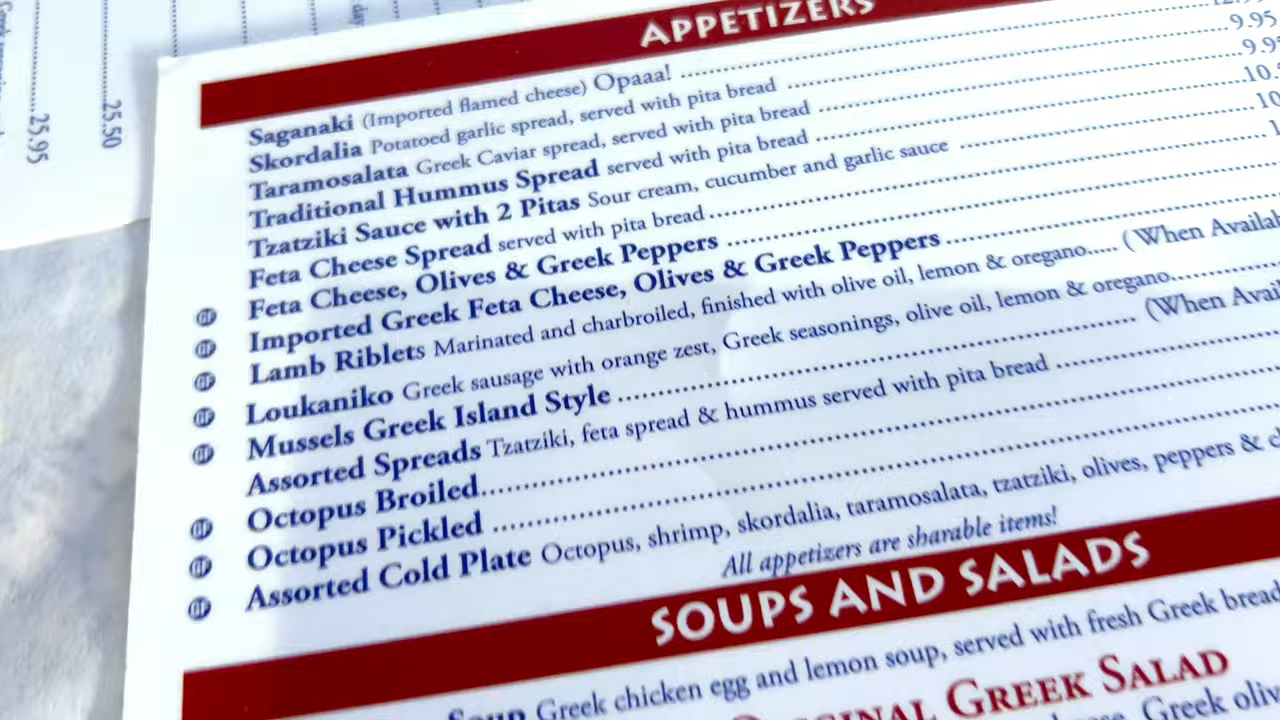 25.95
25.50
day
APPETIZERS
Saganaki (Imported flamed cheese) Opaaa!
Skordalia Potatoed garlic spread, served with pita bread 9.95
Taramosalata Greek Caviar spread, served with pita bread
Traditional Hummus Spread served with pita bread
Tzatziki Sauce with 2 Pitas Sour cream, cucumber and garlic sauce
Feta Cheese Spread served with pita bread
Feta Cheese, Olives & Greek Peppers
Imported Greek Feta Cheese, Olives & Greek Peppers
Lamb Riblets Marinated and charbroiled, finished with olive oil, lemon & oregano..... (When
Loukaniko Greek sausage with orange zest, Greek seasonings, olive oil, lemon & oregano
Mussels Greek Island Style (When
Assorted Spreads Tzatziki, feta spread & hummus served with pita bread
Octopus Broiled
Octopus Pickled
Assorted Cold Plate Octopus, shrimp, skordalia, taramosalata, tzatziki, olives, peppers &
All appetizers are sharable items!
SOUPS AND SALADS
Soup Greek chicken egg and lemon soup, served with fresh Greek bread
GREEK SALAD
Greek